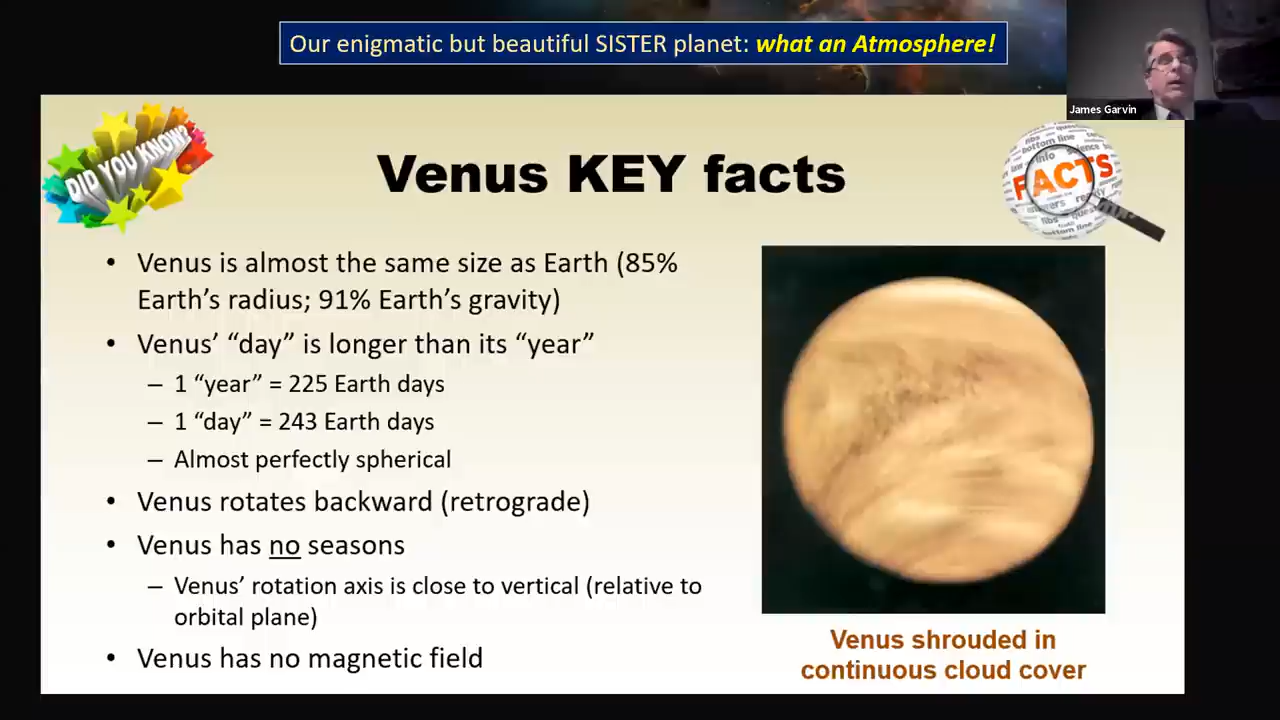 Our enigmatic but beautiful SISTER planet: what an Atmosphere!
James Garvin
DID YOU KNOW?
Venus KEY facts
FACTS
• Venus is almost the same size as Earth (85%
Earth’s radius; 91% Earth’s gravity)
• Venus’ “day” is longer than its “year”
– 1 “year” = 225 Earth days
– 1 “day” = 243 Earth days
– Almost perfectly spherical
• Venus rotates backward (retrograde)
• Venus has no seasons
– Venus’ rotation axis is close to vertical (relative to
orbital plane)
• Venus has no magnetic field
Venus shrouded in
continuous cloud cover